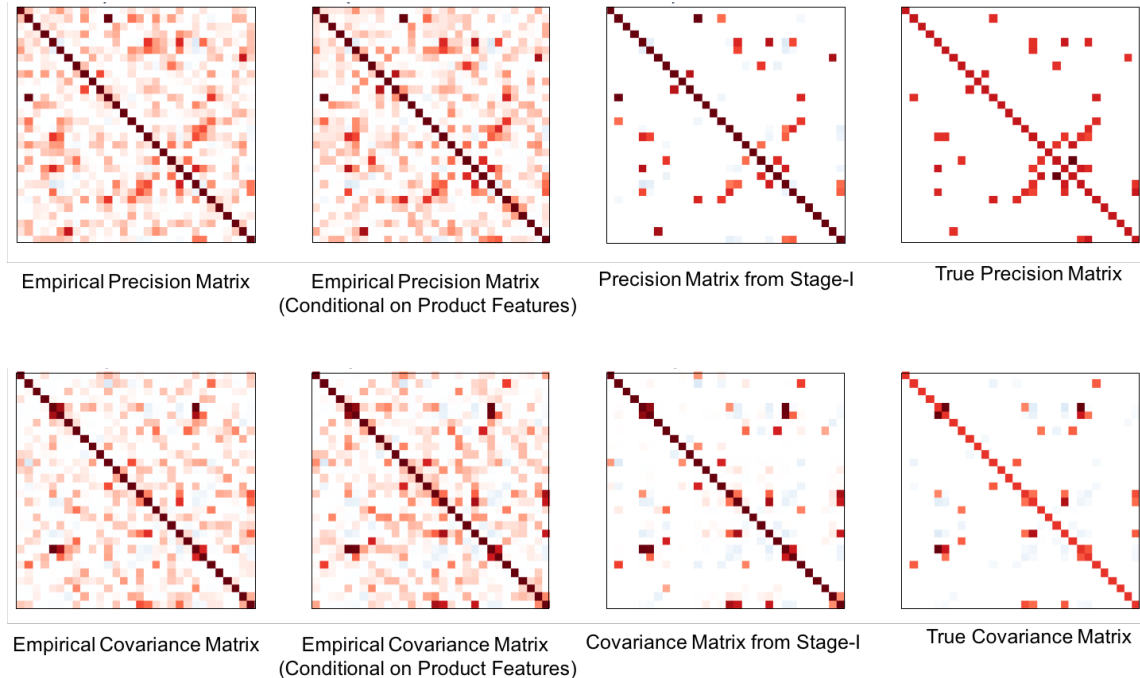 Empirical Precision Matrix
Empirical Precision Matrix
(Conditional on Product Features)
Precision Matrix from Stage-I
True Precision Matrix
Empirical Covariance Matrix
Empirical Covariance Matrix
(Conditional on Product Features)
Covariance Matrix from Stage-I
True Covariance Matrix